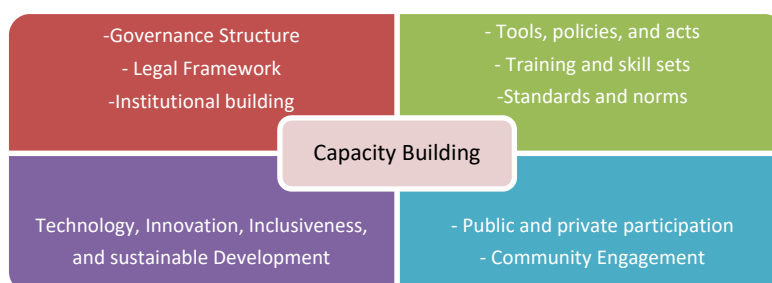 -Governance Structure
- Legal Framework
-Institutional building
- Tools, policies, and acts
- Training and skill sets
-Standards and norms
Capacity Building
Technology, Innovation, Inclusiveness,
and sustainable Development
- Public and private participation
- Community Engagement